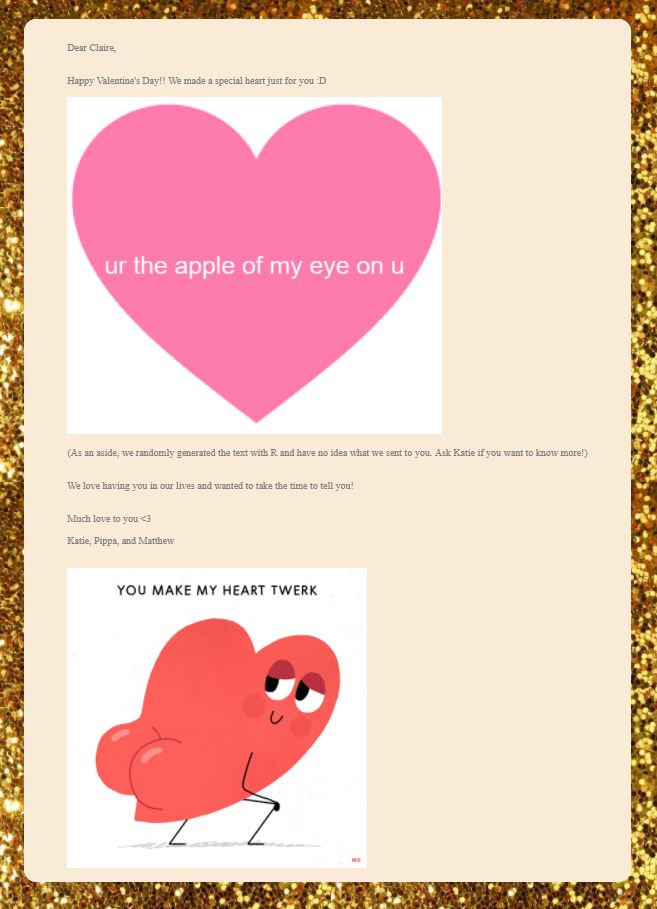 Dear Claire,
Happy Valentine's Day!! We made a special heart just for you :D
ur the apple of my eye on u
(As an aside, we randomly generated the text with R and have no idea what we sent to you. Ask Katie if you want to know more!)
We love having you in our lives and wanted to take the time to tell you!
Much love to you <3
Katie, Pippa, and Matthew
YOU MAKE MY HEART TWERK